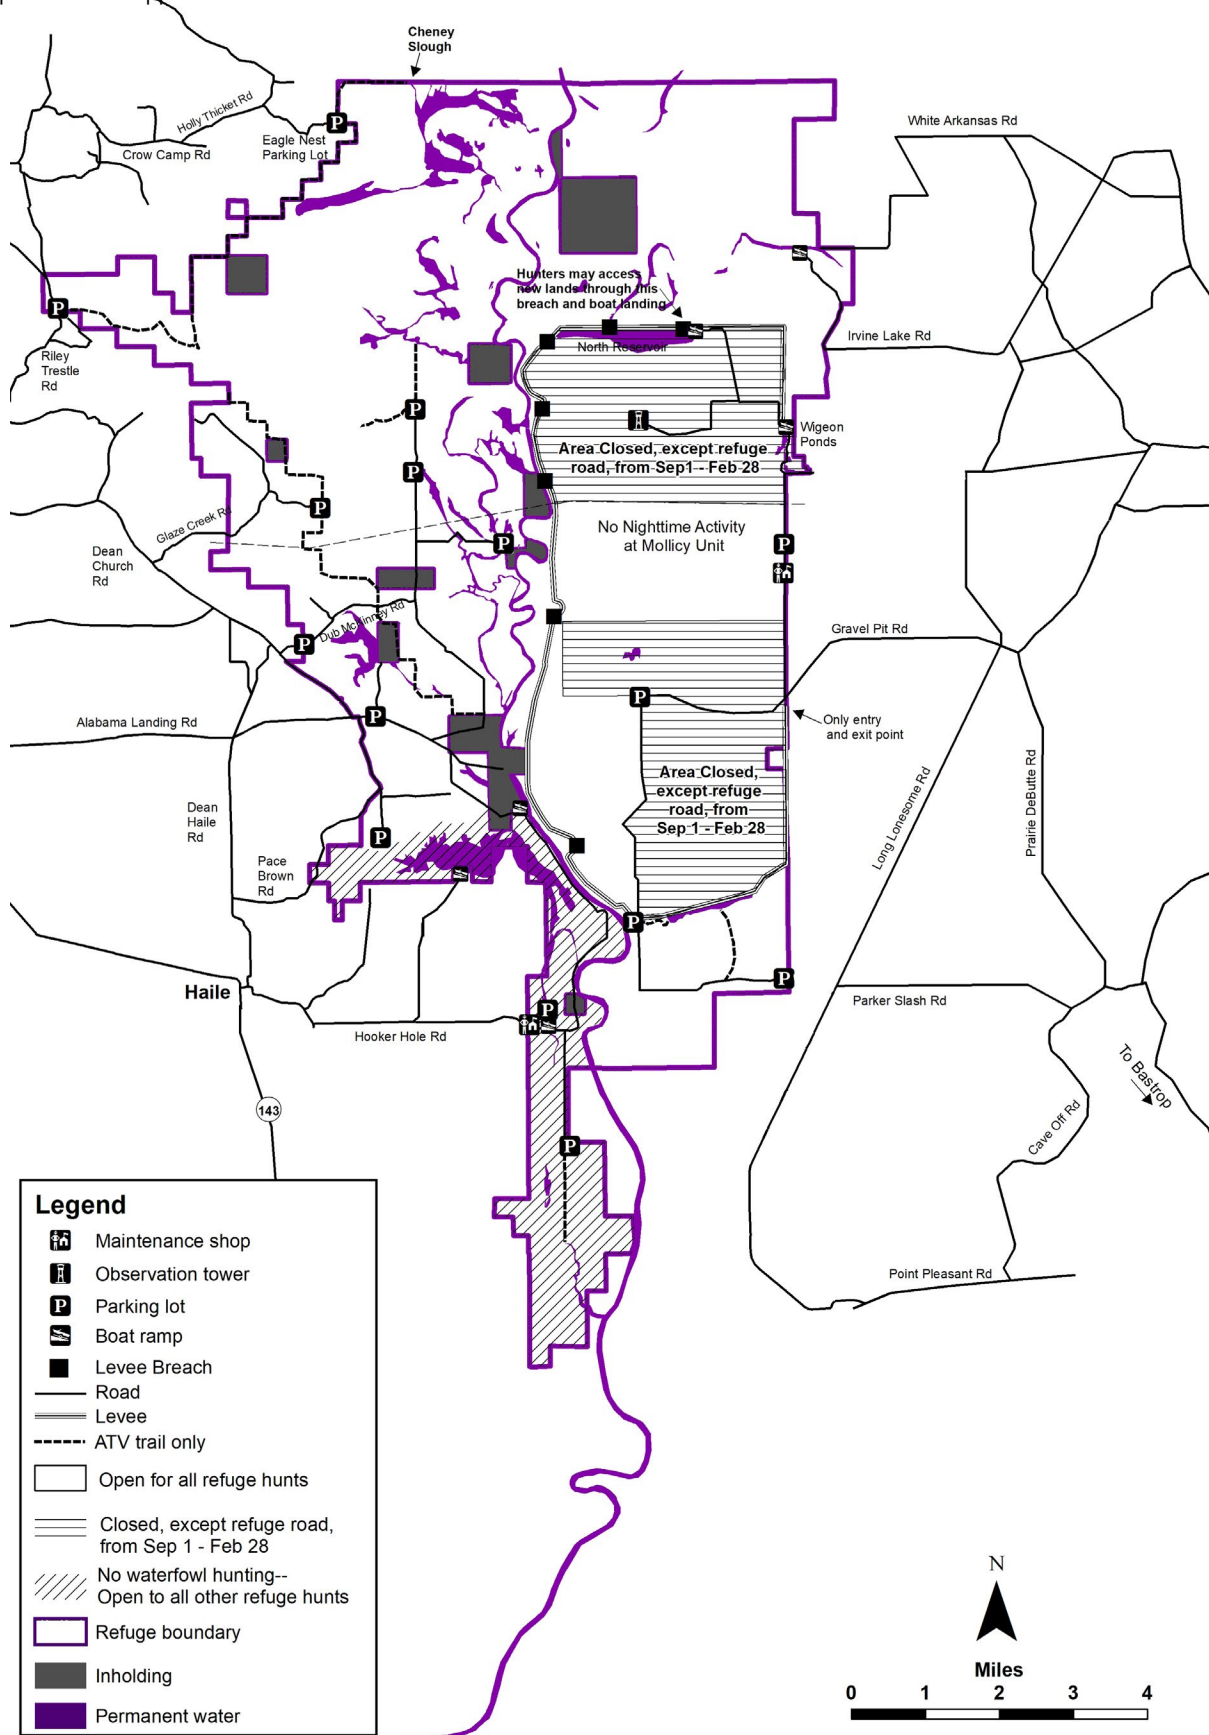 Cheney
Slough
Holly Thicket Rd
Crow Camp Rd
P
Eagle Nest
Parking Lot
White Arkansas Rd
Hunters may access
new lands through this
breach and boat landing
P
Riley
Trestle
Rd
North Reservoir
Irvine Lake Rd
P
Wigeon
Ponds
Area Closed, except refuge
road, from Sep1 - Feb 28
P
P
Glaze Creek Rd
No Nighttime Activity
at Mollicy Unit
P
P
Dean
Church
Rd
Dub McKinney Rd
P
Gravel Pit Rd
P
Alabama Landing Rd
P
Only entry
and exit point
Area Closed,
except refuge
road, from
Sep 1 - Feb 28
Long Lonesome Rd
Prairie DeButte Rd
Dean
Haile
Rd
P
Pace
Brown
Rd
P
P
Haile
P
Parker Slash Rd
Hooker Hole Rd
To Bastrop
143
Cave Off Rd
P
Point Pleasant Rd
Legend
Maintenance shop
Observation tower
P Parking lot
Boat ramp
Levee Breach
Road
Levee
ATV trail only
Open for all refuge hunts
Closed, except refuge road,
from Sep 1 - Feb 28
No waterfowl hunting--
Open to all other refuge hunts
Refuge boundary
Inholding
Permanent water
N
Miles
0 1 2 3 4